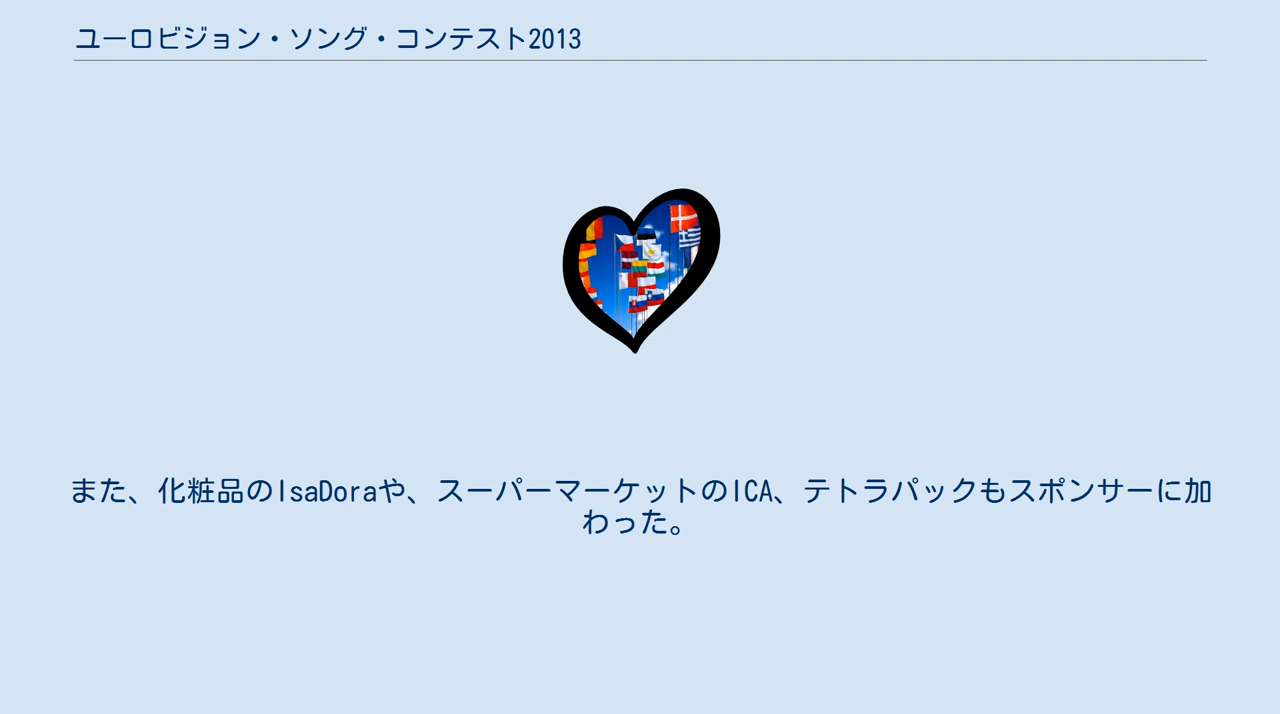 ユーロビジョン・ソング・コンテスト2013
また、化粧品のIsaDoraや、スーパーマーケットのICA、テトラパックもスポンサーに加
わった。